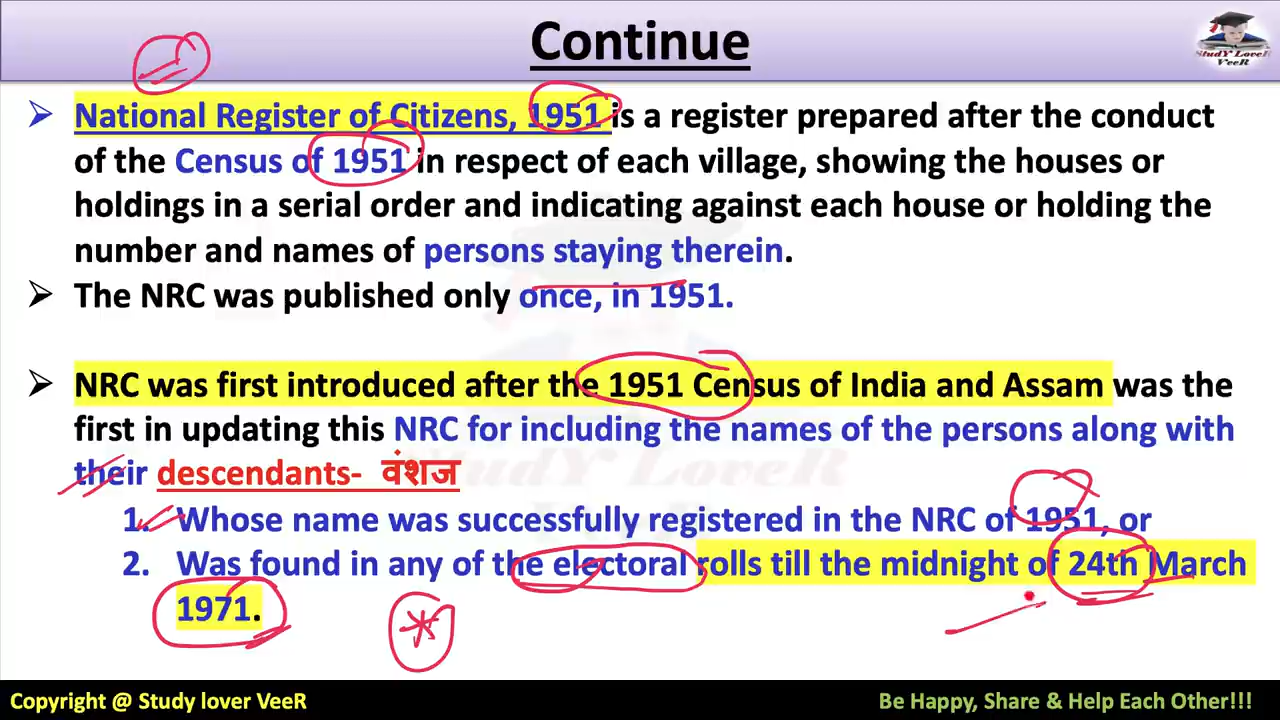 Continue
StudY LoveR
VeeR
➢ National Register of Citizens, 1951 is a register prepared after the conduct
of the Census of 1951 in respect of each village, showing the houses or
holdings in a serial order and indicating against each house or holding the
number and names of persons staying therein.
➢ The NRC was published only once, in 1951.
➢ NRC was first introduced after the 1951 Census of India and Assam was the
first in updating this NRC for including the names of the persons along with
their descendants- वंशज
StudY LoveR
VeeR
1. Whose name was successfully registered in the NRC of 1951, or
2. Was found in any of the electoral rolls till the midnight of 24th March
1971.
Copyright @ Study lover VeeR
Be Happy, Share & Help Each Other!!!